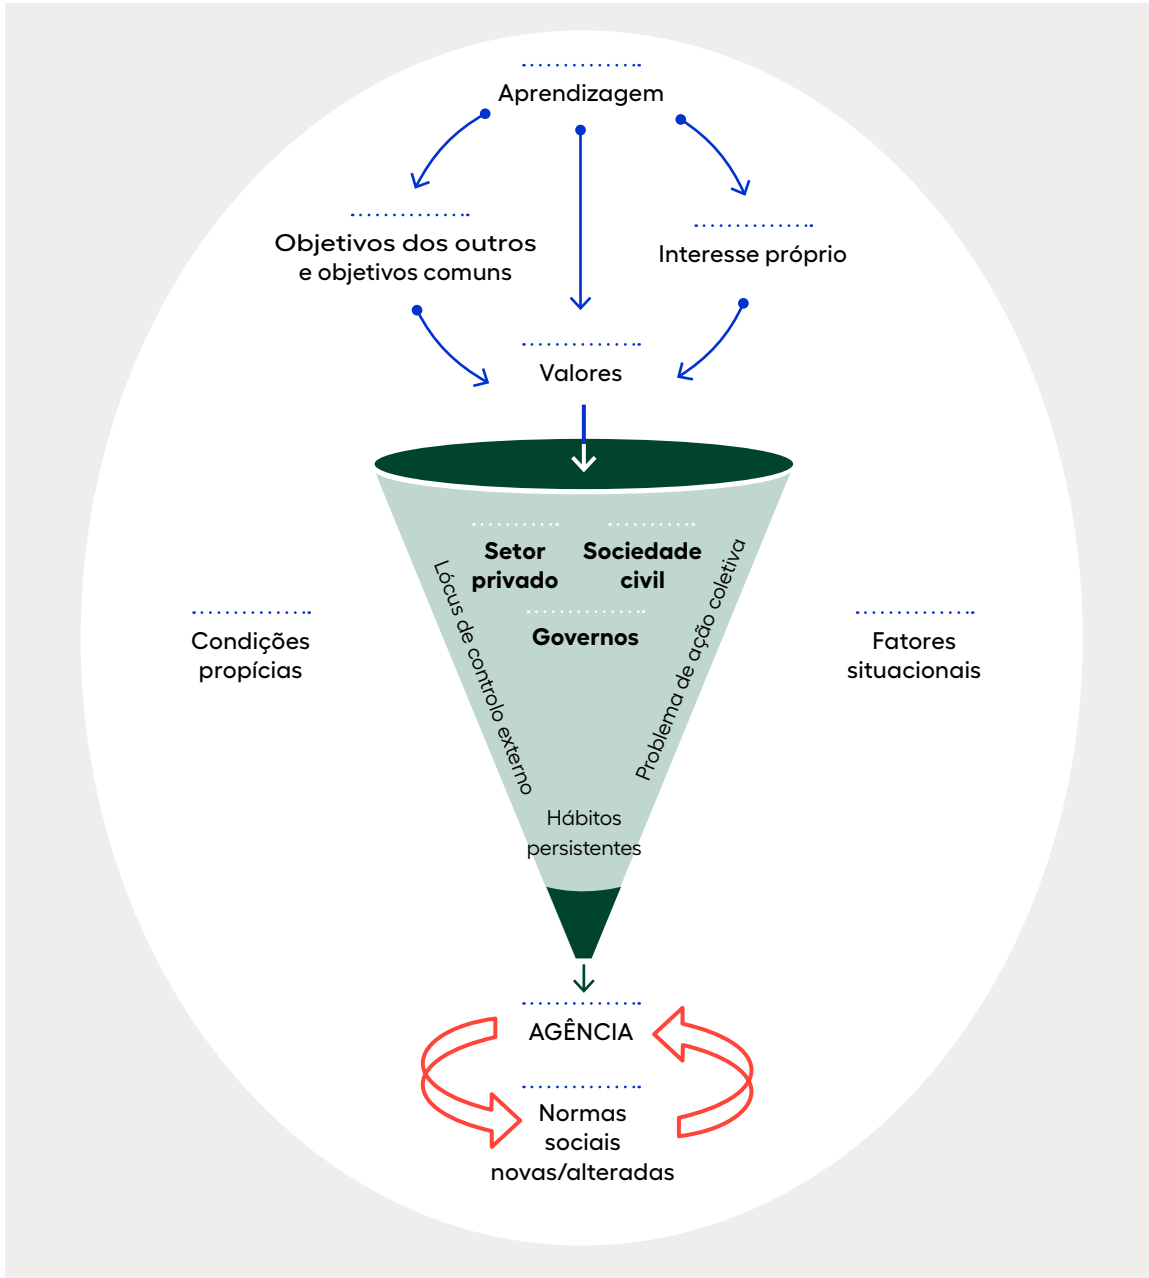 Aprendizagem
Objetivos dos outros
e objetivos comuns
Interesse próprio
Valores
Setor
privado
Sociedade
civil
Governos
Lócus de controlo externo
Problema de ação coletiva
Hábitos
persistentes
Condições
propícias
Fatores
situacionais
AGÊNCIA
Normas
sociais
novas/alteradas